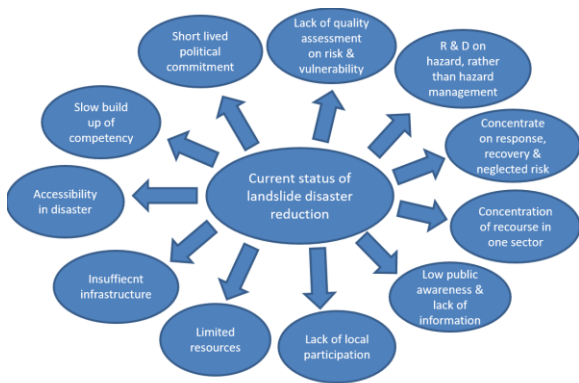 Current status of
landslide disaster
reduction
Short lived
political
commitment
Lack of quality
assessment
on risk &
vulnerability
R & D on
hazard, rather
than hazard
management
Concentrate
on response,
recovery &
neglected risk
Concentration
of recourse in
one sector
Low public
awareness &
lack of
information
Lack of local
participation
Limited
resources
Insuffiecnt
infrastructure
Accessibility
in disaster
Slow build
up of
competency